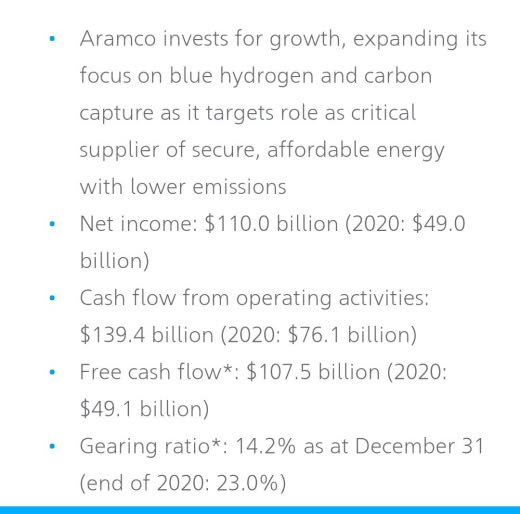 • Aramco invests for growth, expanding its
focus on blue hydrogen and carbon
capture as it targets role as critical
supplier of secure, affordable energy
with lower emissions
• Net income: $110.0 billion (2020: $49.0
billion)
• Cash flow from operating activities:
$139.4 billion (2020: $76.1 billion)
• Free cash flow*: $107.5 billion (2020:
$49.1 billion)
• Gearing ratio*: 14.2% as at December 31
(end of 2020: 23.0%)